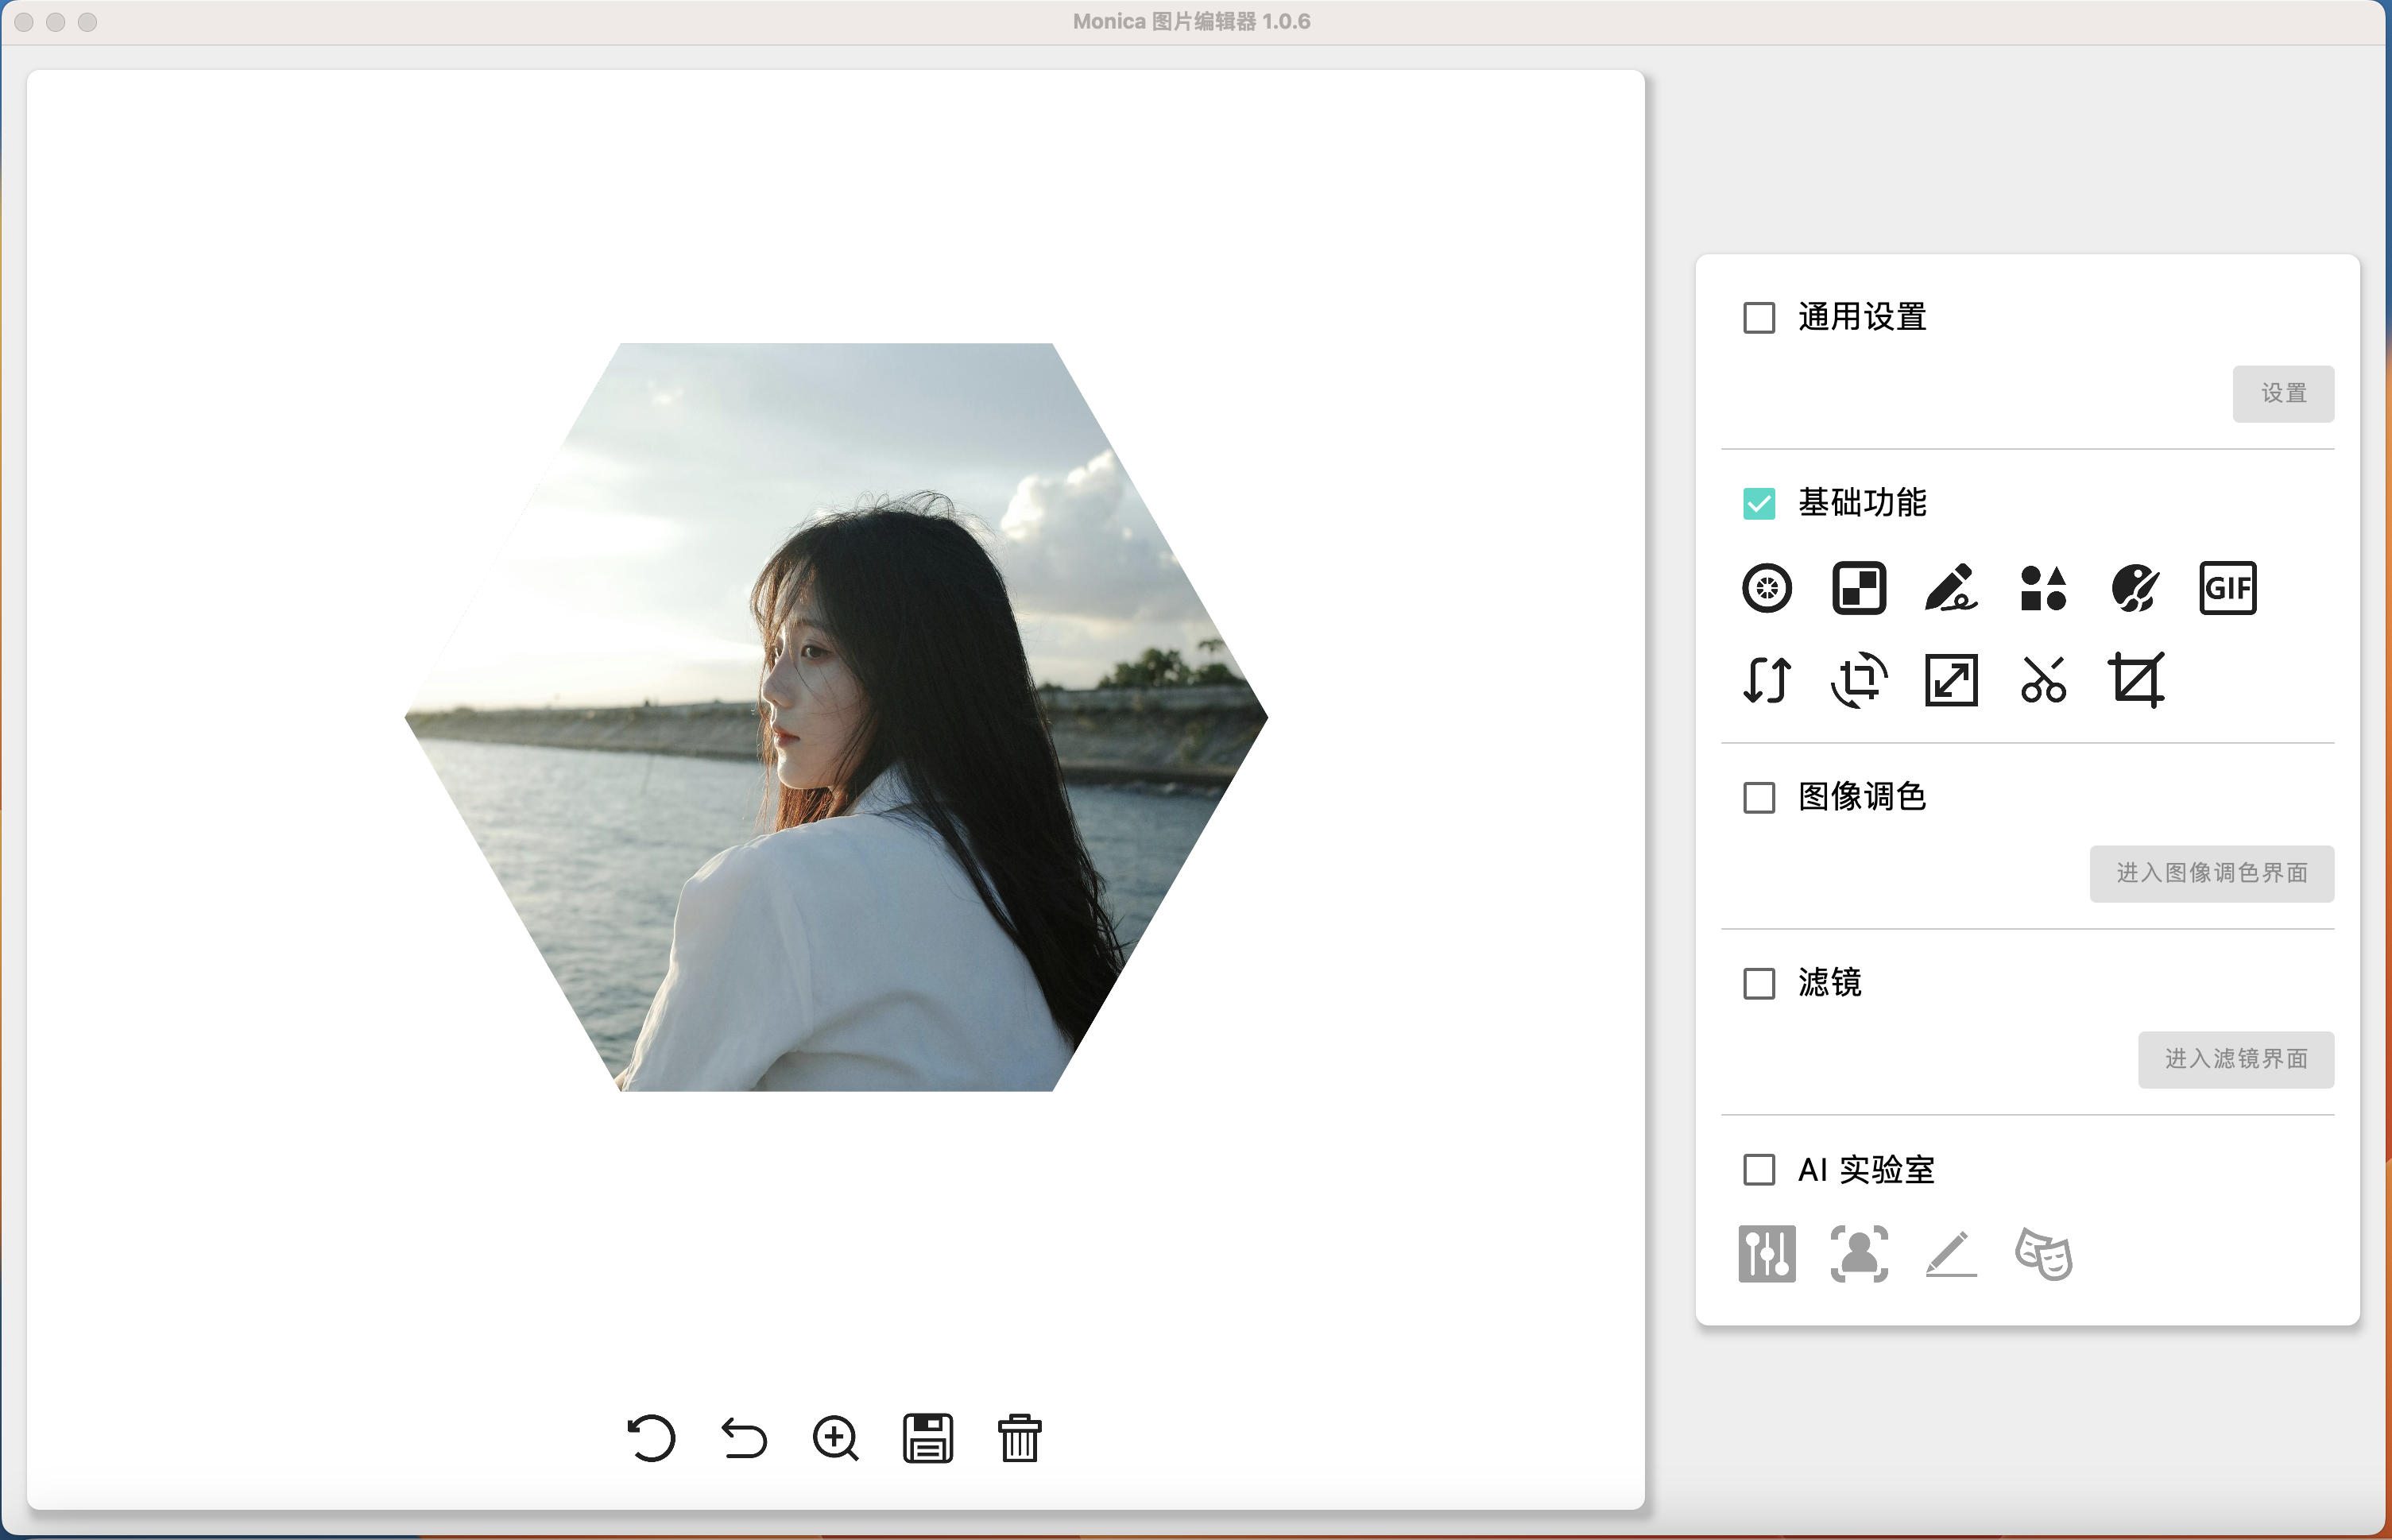 Monica 图片编辑器 1.0.6
通用设置
设置
基础功能
GIF
图像调色
进入图像调色界面
滤镜
进入滤镜界面
AI 实验室